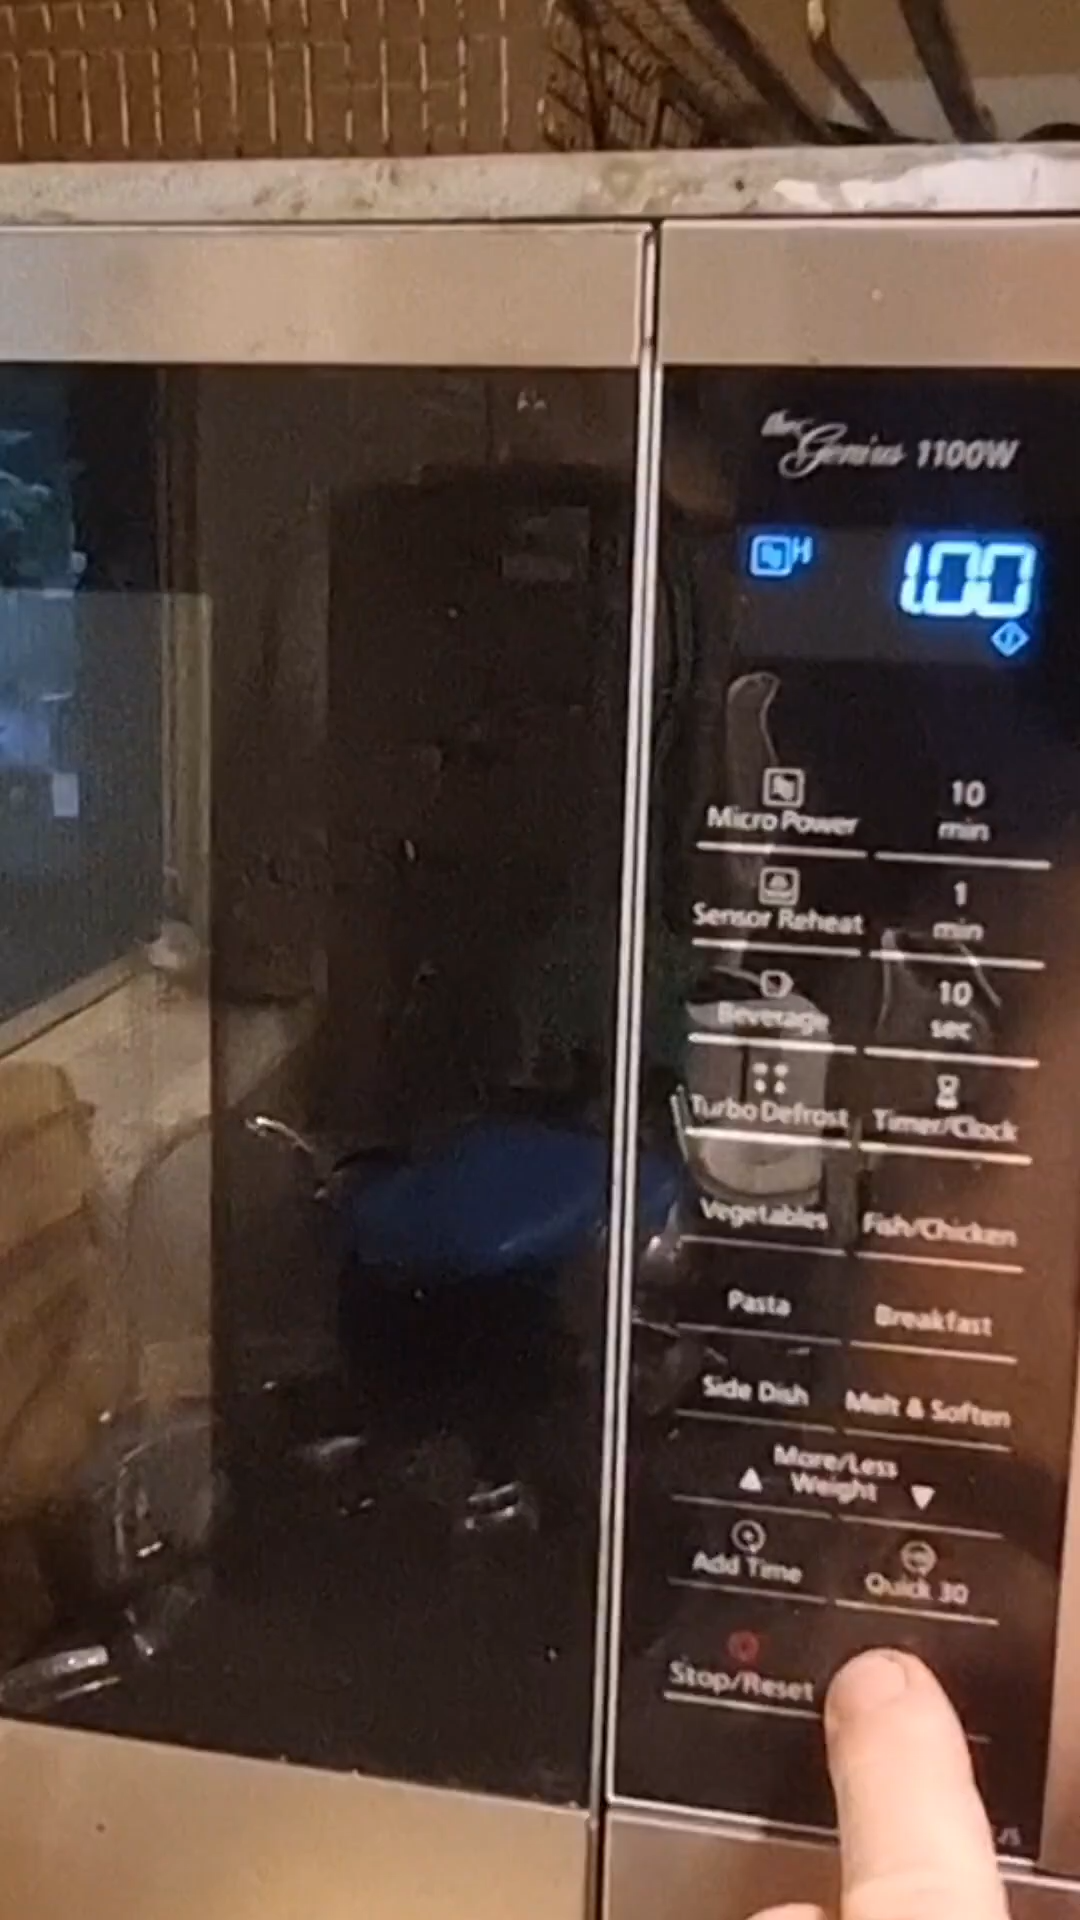 the Genius 1100W
H 1.00
Micro Power
10
min
Sensor Reheat
1
min
Beverage
10
sec
Turbo Defrost
Timer/Clock
Vegetables
Fish/Chicken
Pasta
Breakfast
Side Dish
Melt & Soften
More/Less
Weight
Add Time
Quick 30
Stop/Reset